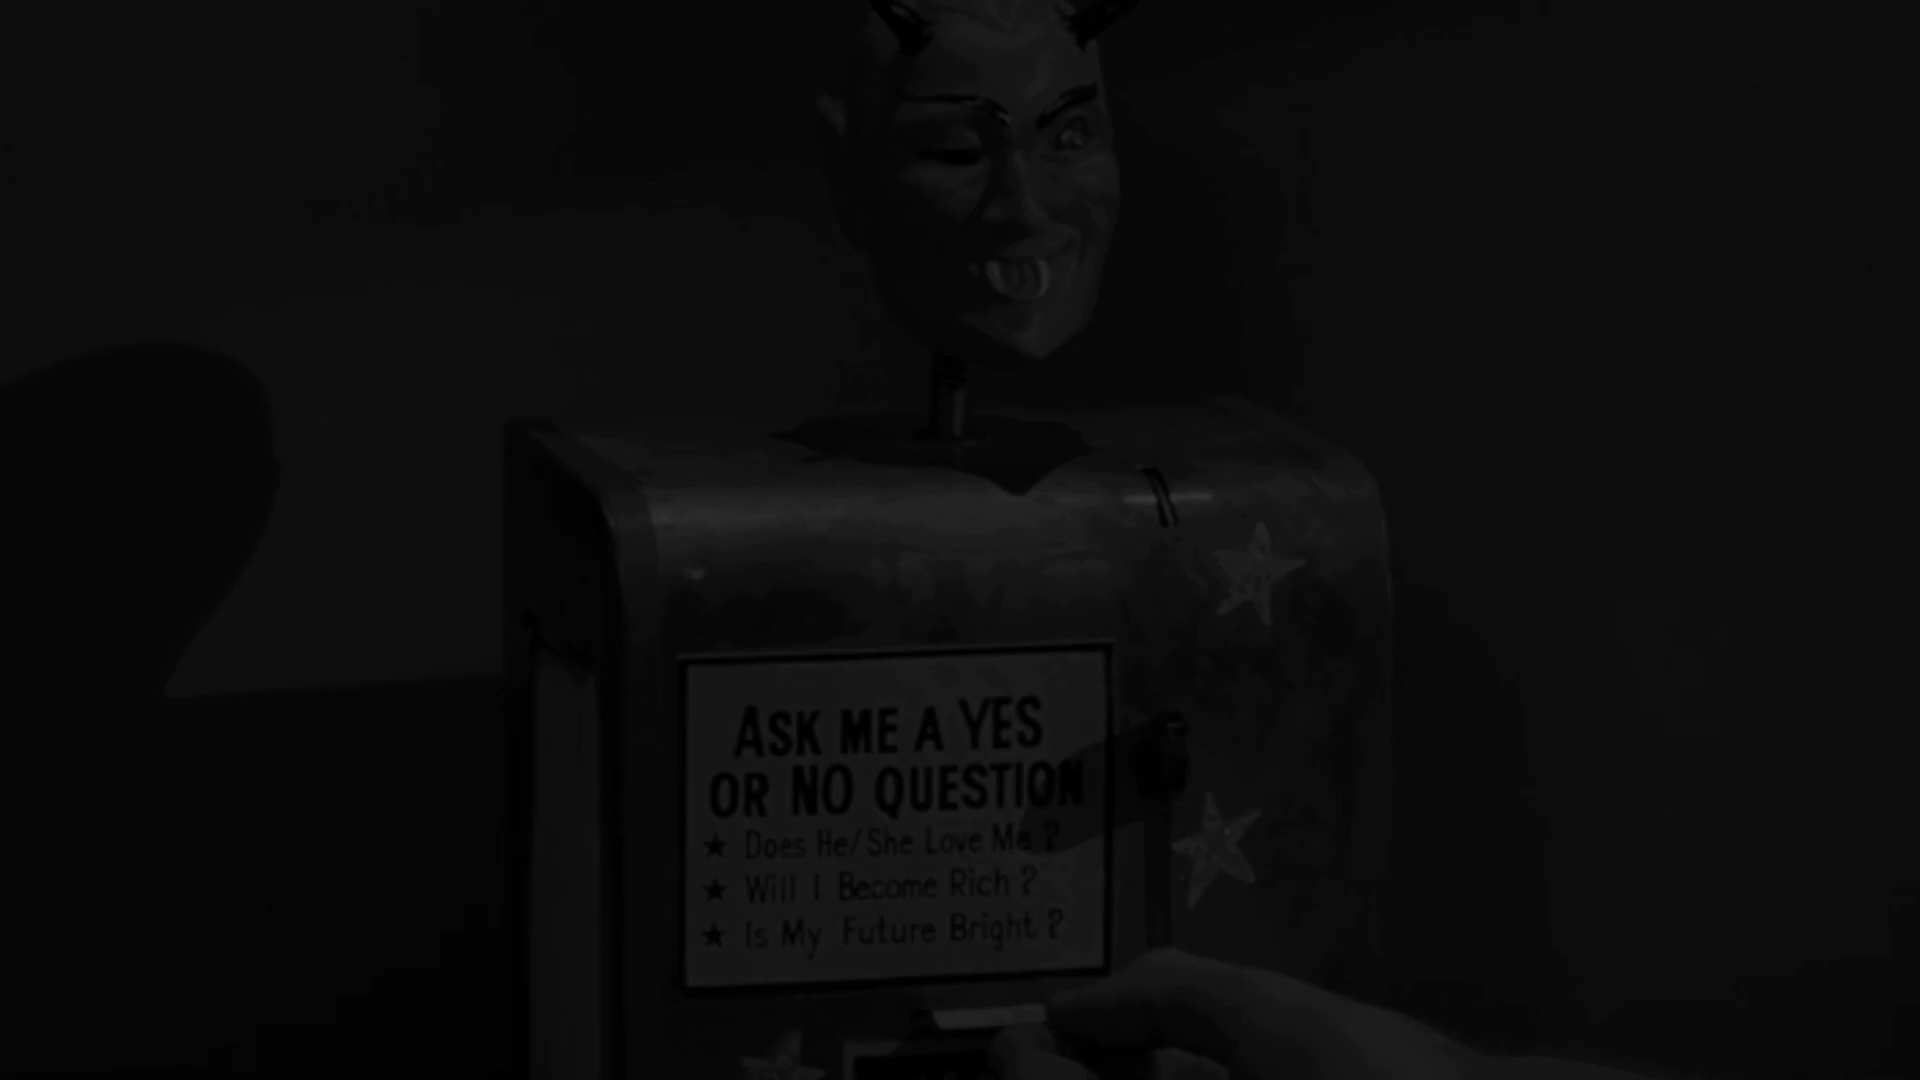 ASK ME A YES
OR NO QUESTION
★ Does He/She Love Me?
★ Will I Become Rich?
★ Is My Future Bright?